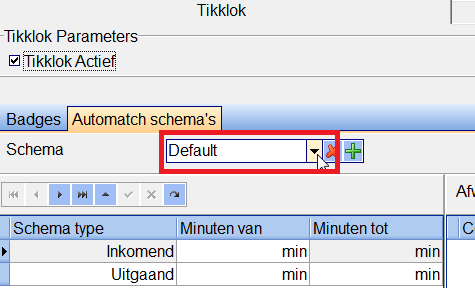 Tikklok
Tikklok Parameters
Tikklok Actief
Badges Automatch schema's
Schema Default
Schema type Minuten van Minuten tot
Inkomend min min
Uitgaand min min